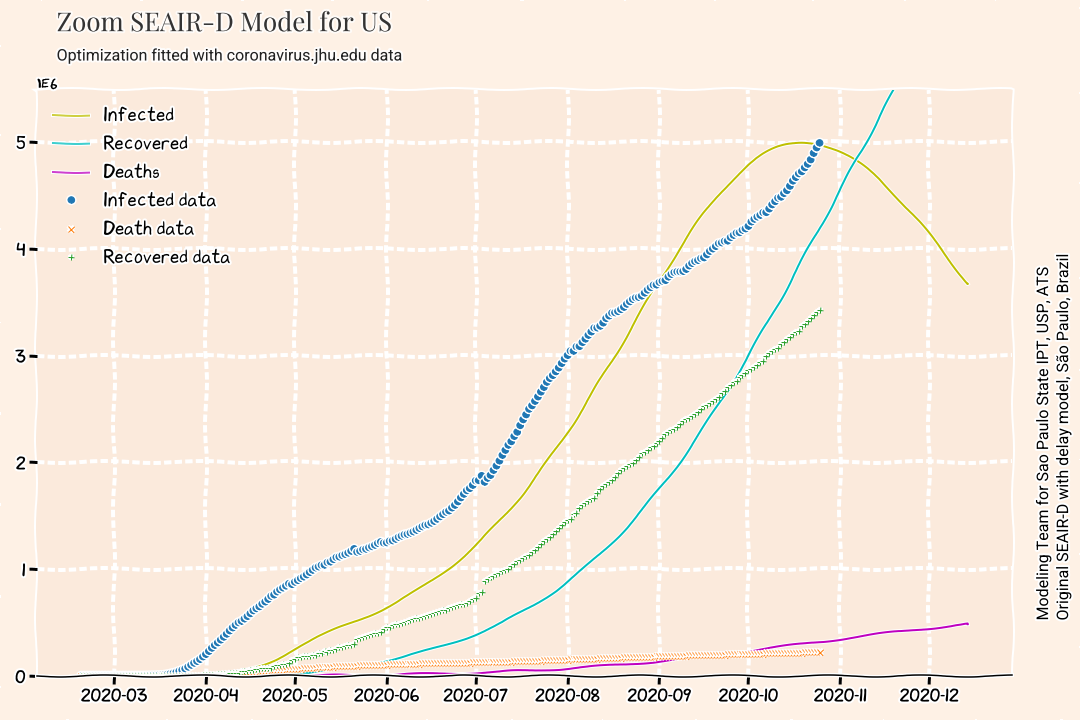 Zoom SEAIR-D Model for US
Optimization fitted with coronavirus.jhu.edu data
1E6
Infected
Recovered
Deaths
Infected data
Death data
Recovered data
5
4
3
2
1
0
2020-03 2020-04 2020-05 2020-06 2020-07 2020-08 2020-09 2020-10 2020-11 2020-12
Modeling Team for Sao Paulo State IPT, USP, ATS
Original SEAIR-D with delay model, São Paulo, Brazil